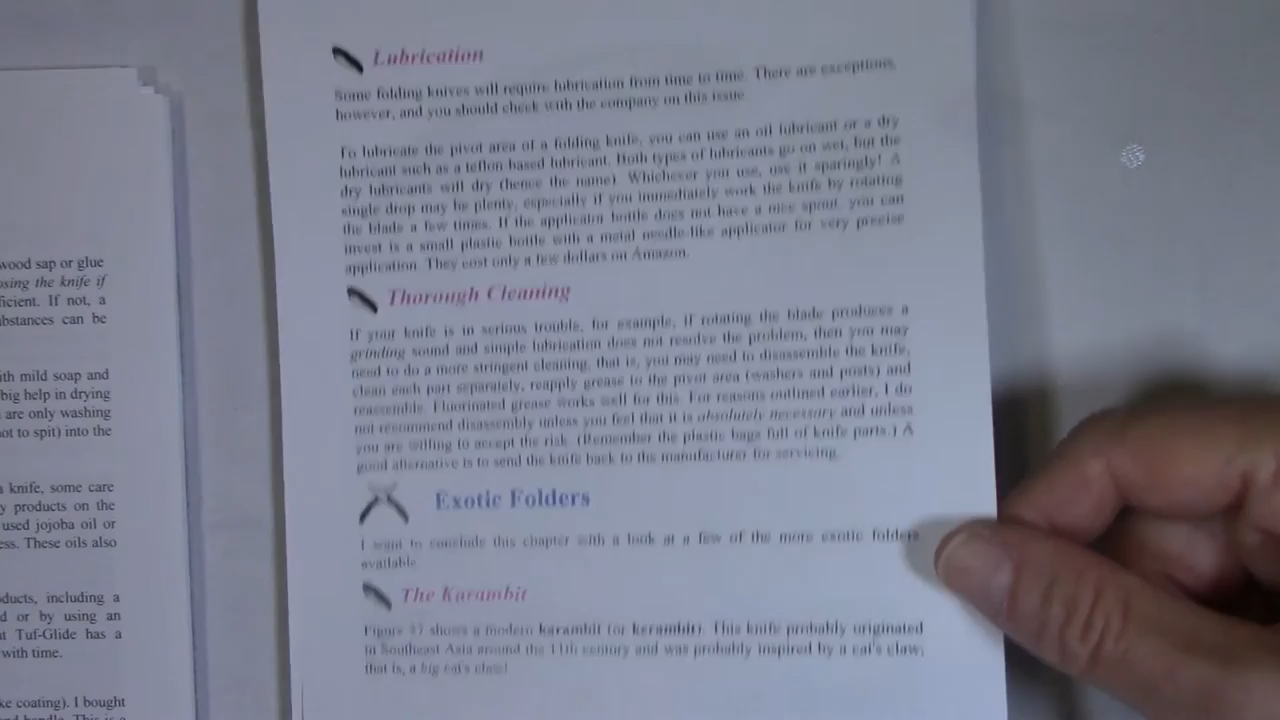 wood sap or glue
osing the knife if
ficient. If not, a
bstances can be
ith mild soap and
big help in drying
are only washing
ot to spit) into the
a knife, some care
y products on the
used jojoba oil or
ess. These oils also
ducts, including a
d or by using an
at Tuf-Glide has a
with time.
ke coating). I bought
Lubrication
Some folding knives will require lubrication from time to time. There are exceptions,
however, and you should check with the company on this issue.
To lubricate the pivot area of a folding knife, you can use an oil lubricant or a dry
lubricant such as a teflon based lubricant. Both types of lubricants go on wet, but the
dry lubricants will dry (hence the name). Whichever you use, use it sparingly! A
single drop may be plenty, especially if you immediately work the knife by rotating
the blade a few times. If the applicator bottle does not have a nice spout, you can
invest is a small plastic bottle with a metal needle-like applicator for very precise
application. They cost only a few dollars on Amazon.
Thorough Cleaning
If your knife is in serious trouble, for example, if rotating the blade produces a
grinding sound and simple lubrication does not resolve the problem, then you may
need to do a more stringent cleaning, that is, you may need to disassemble the knife,
clean each part separately, reapply grease to the pivot area (washers and posts) and
reassemble. Fluorinated grease works well for this. For reasons outlined earlier, I do
not recommend disassembly unless you feel that it is absolutely necessary and unless
you are willing to accept the risk. (Remember the plastic bags full of knife parts.) A
good alternative is to send the knife back to the manufacturer for servicing.
Exotic Folders
I want to conclude this chapter with a look at a few of the more exotic folders
available.
The Karambit
Figure 37 shows a modern karambit (or kerambit). This knife probably originated
in Southeast Asia around the 11th century and was probably inspired by a cat's claw;
that is, a big cat's claw!